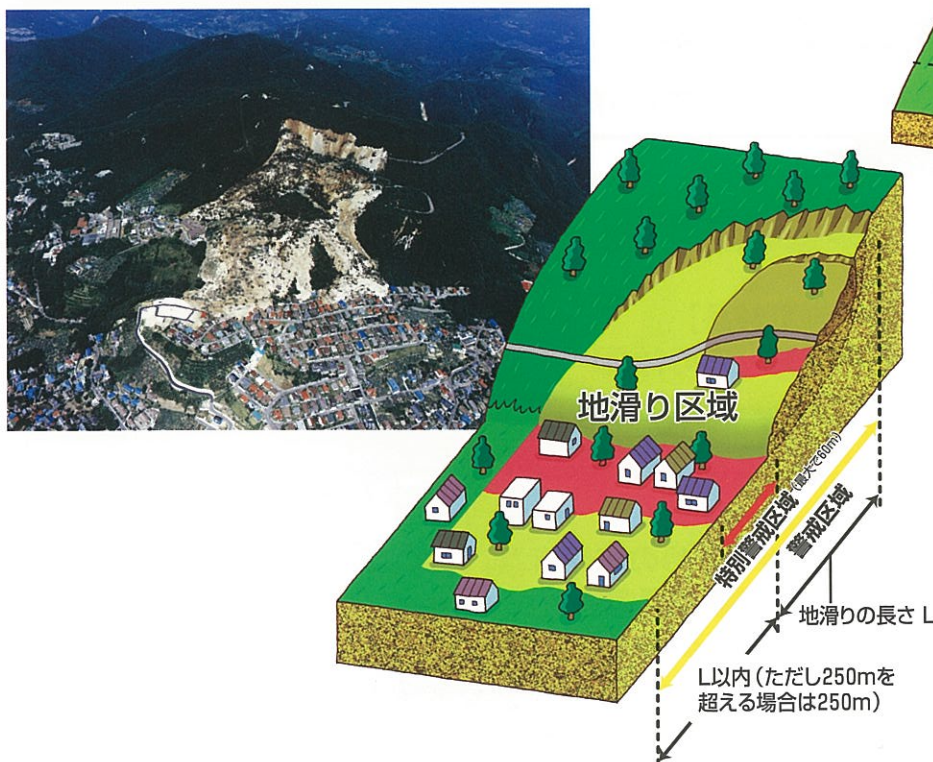 地滑り区域
特別警戒区域(最大で60m)
警戒区域
地滑りの長さ L
L以内(ただし250mを
超える場合は250m)